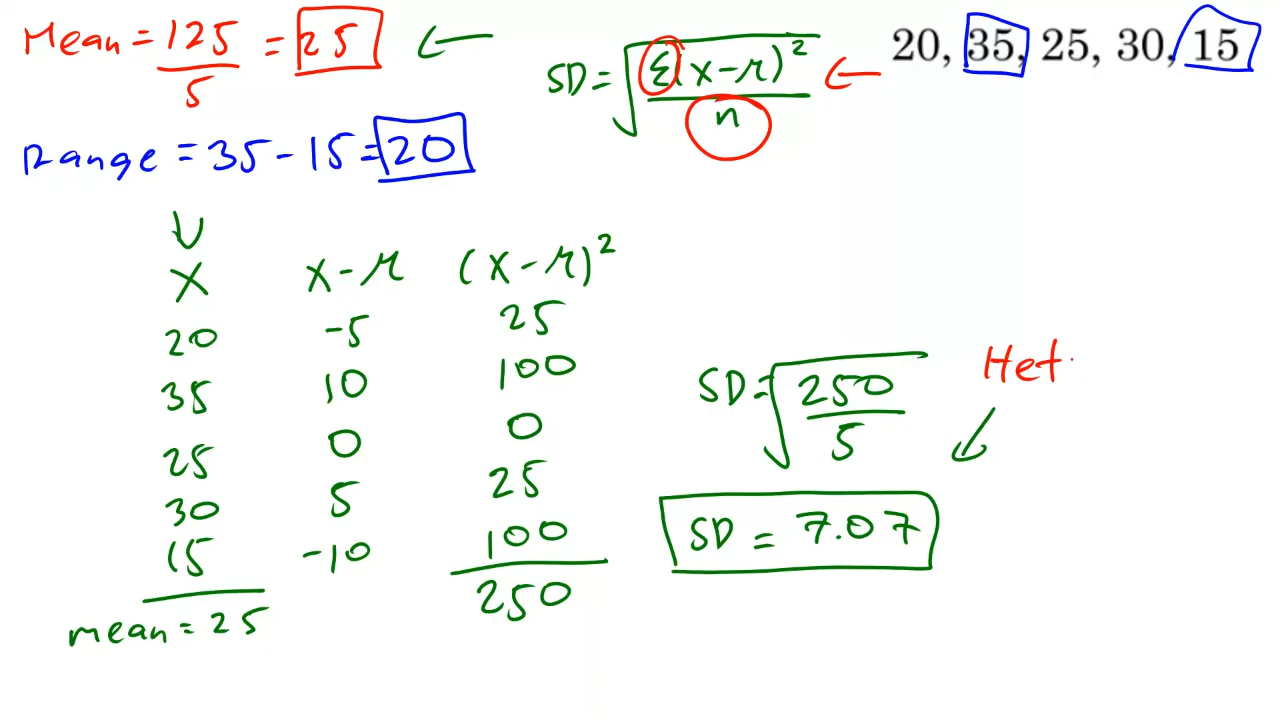 Mean = 125/5 = 25
SD = √(Σ(x-μ)²/n)
20, 35, 25, 30, 15
Range = 35 - 15 = 20
x x-μ (x-μ)²
20 -5 25
35 10 100
25 0 0
30 5 25
15 -10 100
mean = 25 250
SD = √(250/5)
Het
SD = 7.07